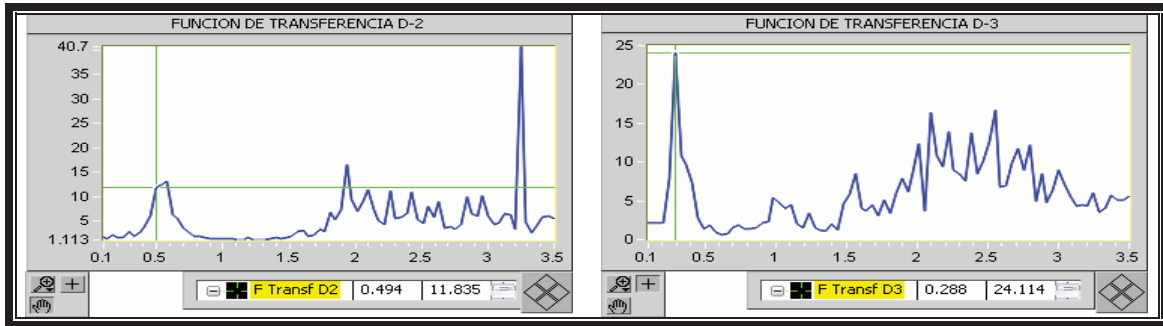 FUNCION DE TRANSFERENCIA D-2
40.7
35
30
20
15
10
5
1.113
0.1 0.5 1 1.5 2 2.5 3 3.5
F Transf D2 0.494 11.835
FUNCION DE TRANSFERENCIA D-3
25
20
15
10
5
0
0.1 0.5 1 1.5 2 2.5 3 3.5
F Transf D3 0.288 24.114